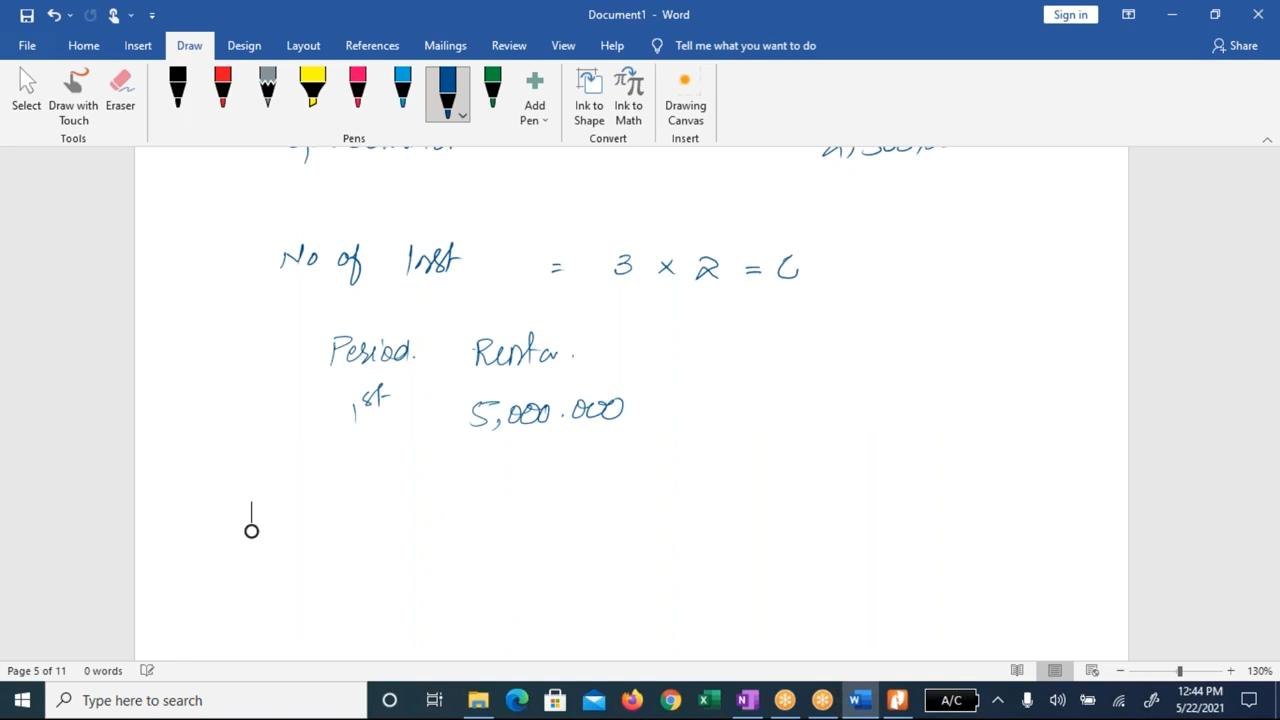 Document1 - Word
Sign in
File Home Insert Draw Design Layout References Mailings Review View Help Tell me what you want to do Share
Select Draw with Touch Eraser Add Pen Ink to Shape Ink to Math Drawing Canvas
Tools Pens Convert Insert
No of Inst = 3 × 2 = 6
Period. Renta.
1st 5,000.000
Page 5 of 11 0 words 130%
Type here to search A/C 12:44 PM
5/22/2021